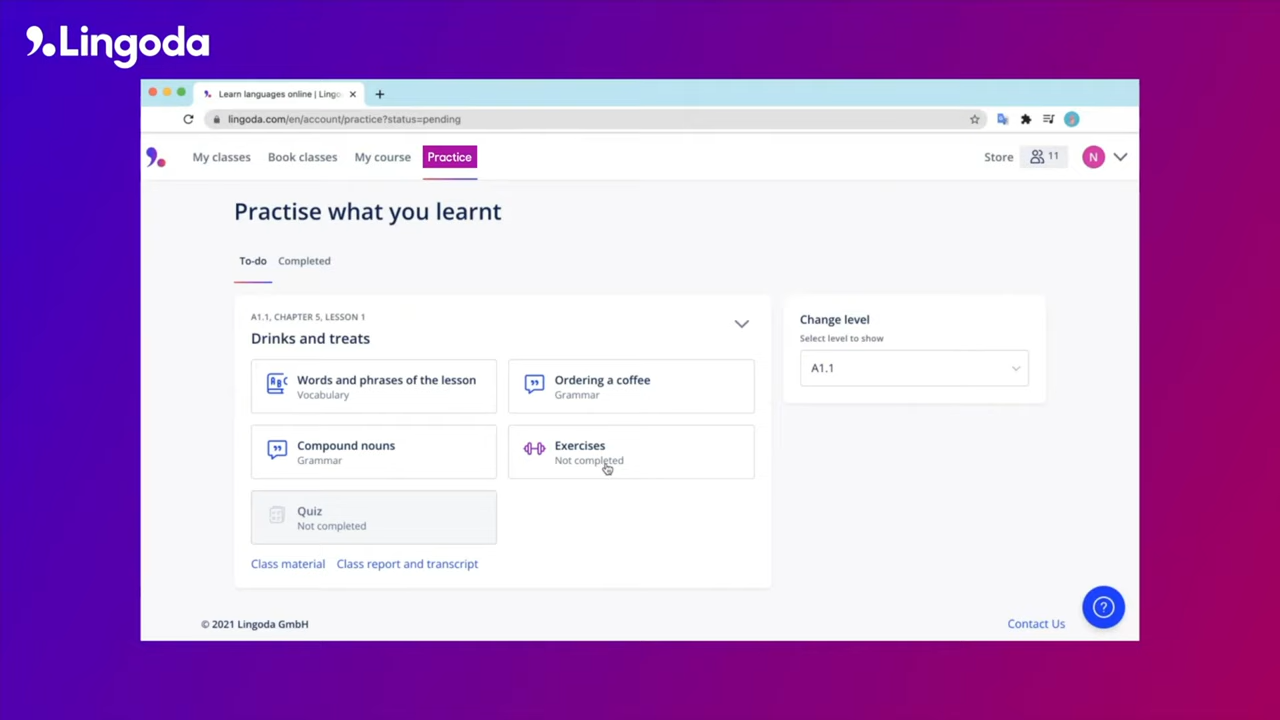 Lingoda
Learn languages online | Lingo
lingoda.com/en/account/practice?status=pending
My classes Book classes My course Practice Store 11 N
Practise what you learnt
To-do Completed
A1.1, CHAPTER 5, LESSON 1
Drinks and treats
Words and phrases of the lesson
Vocabulary
Ordering a coffee
Grammar
Compound nouns
Grammar
Exercises
Not completed
Quiz
Not completed
Class material Class report and transcript
Change level
Select level to show
A1.1
© 2021 Lingoda GmbH
Contact Us